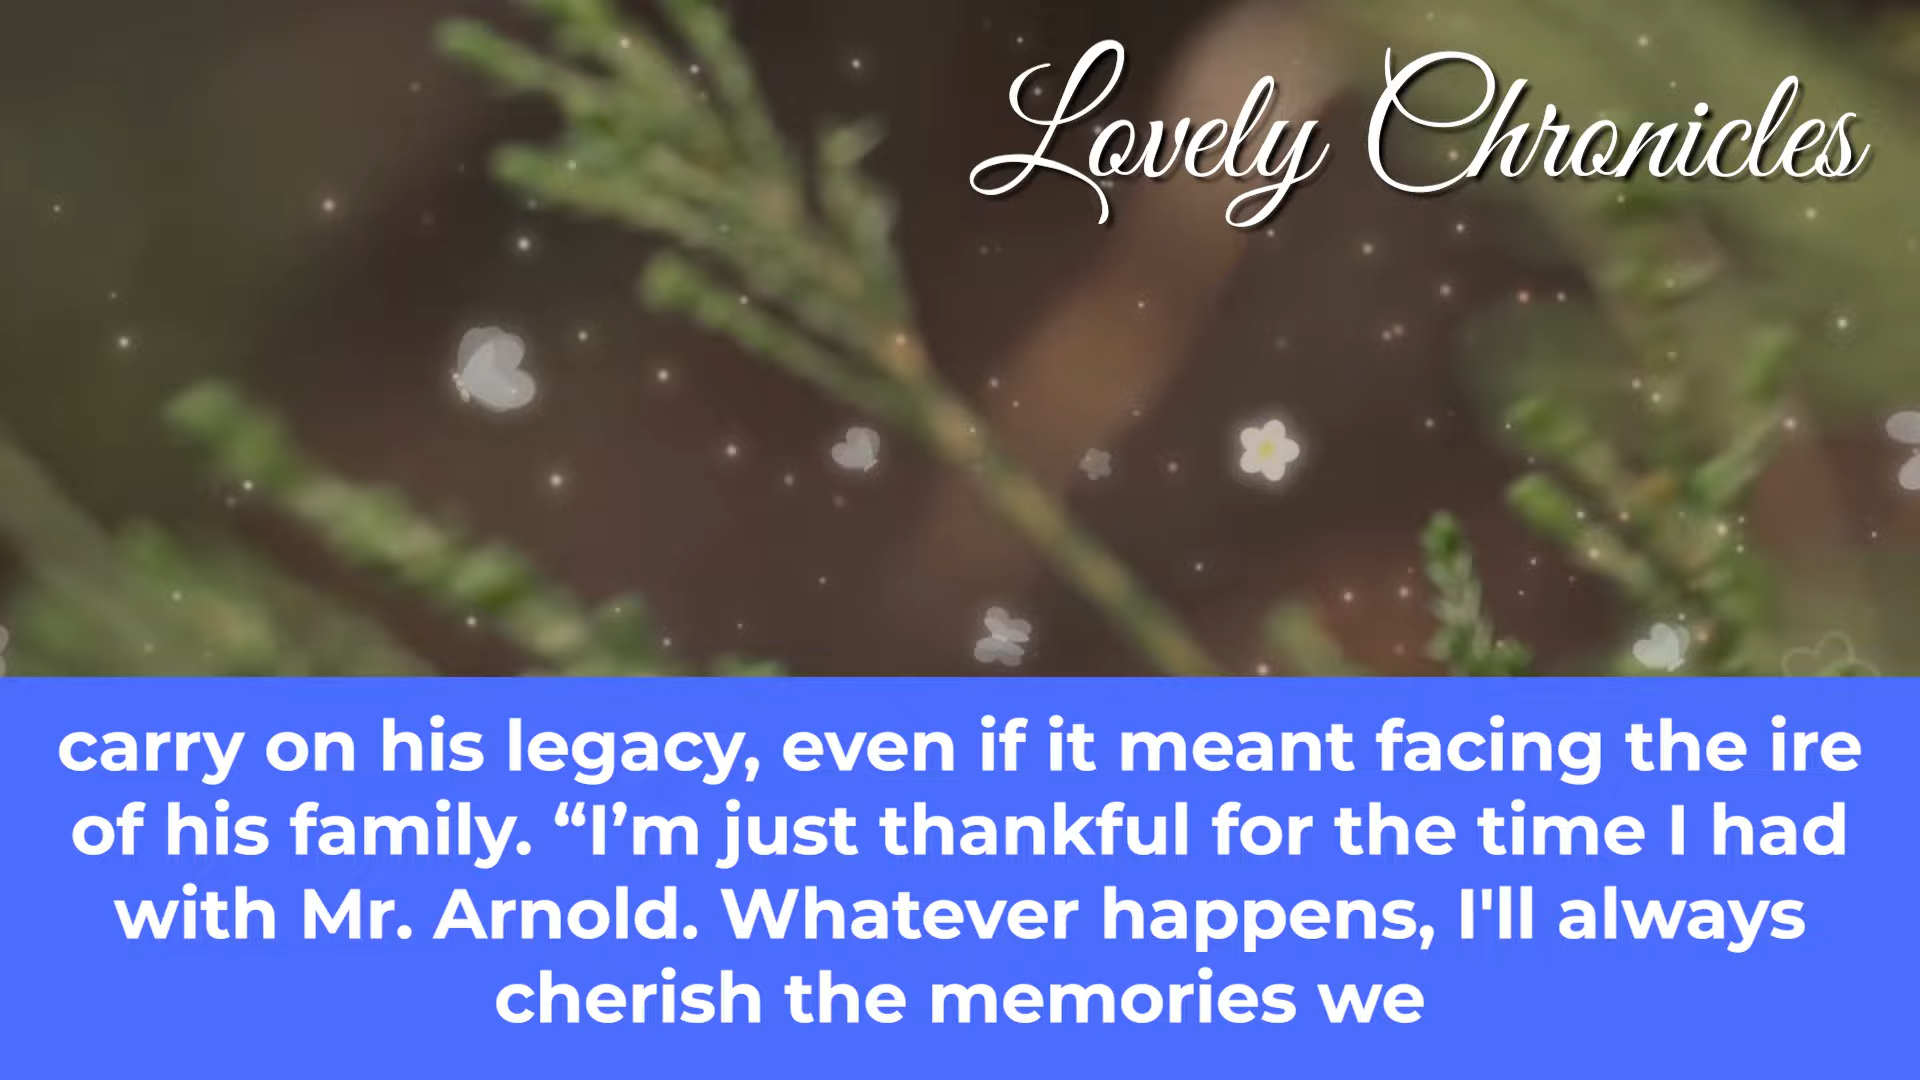 Lovely Chronicles
carry on his legacy, even if it meant facing the ire
of his family. “I’m just thankful for the time I had
with Mr. Arnold. Whatever happens, I'll always
cherish the memories we